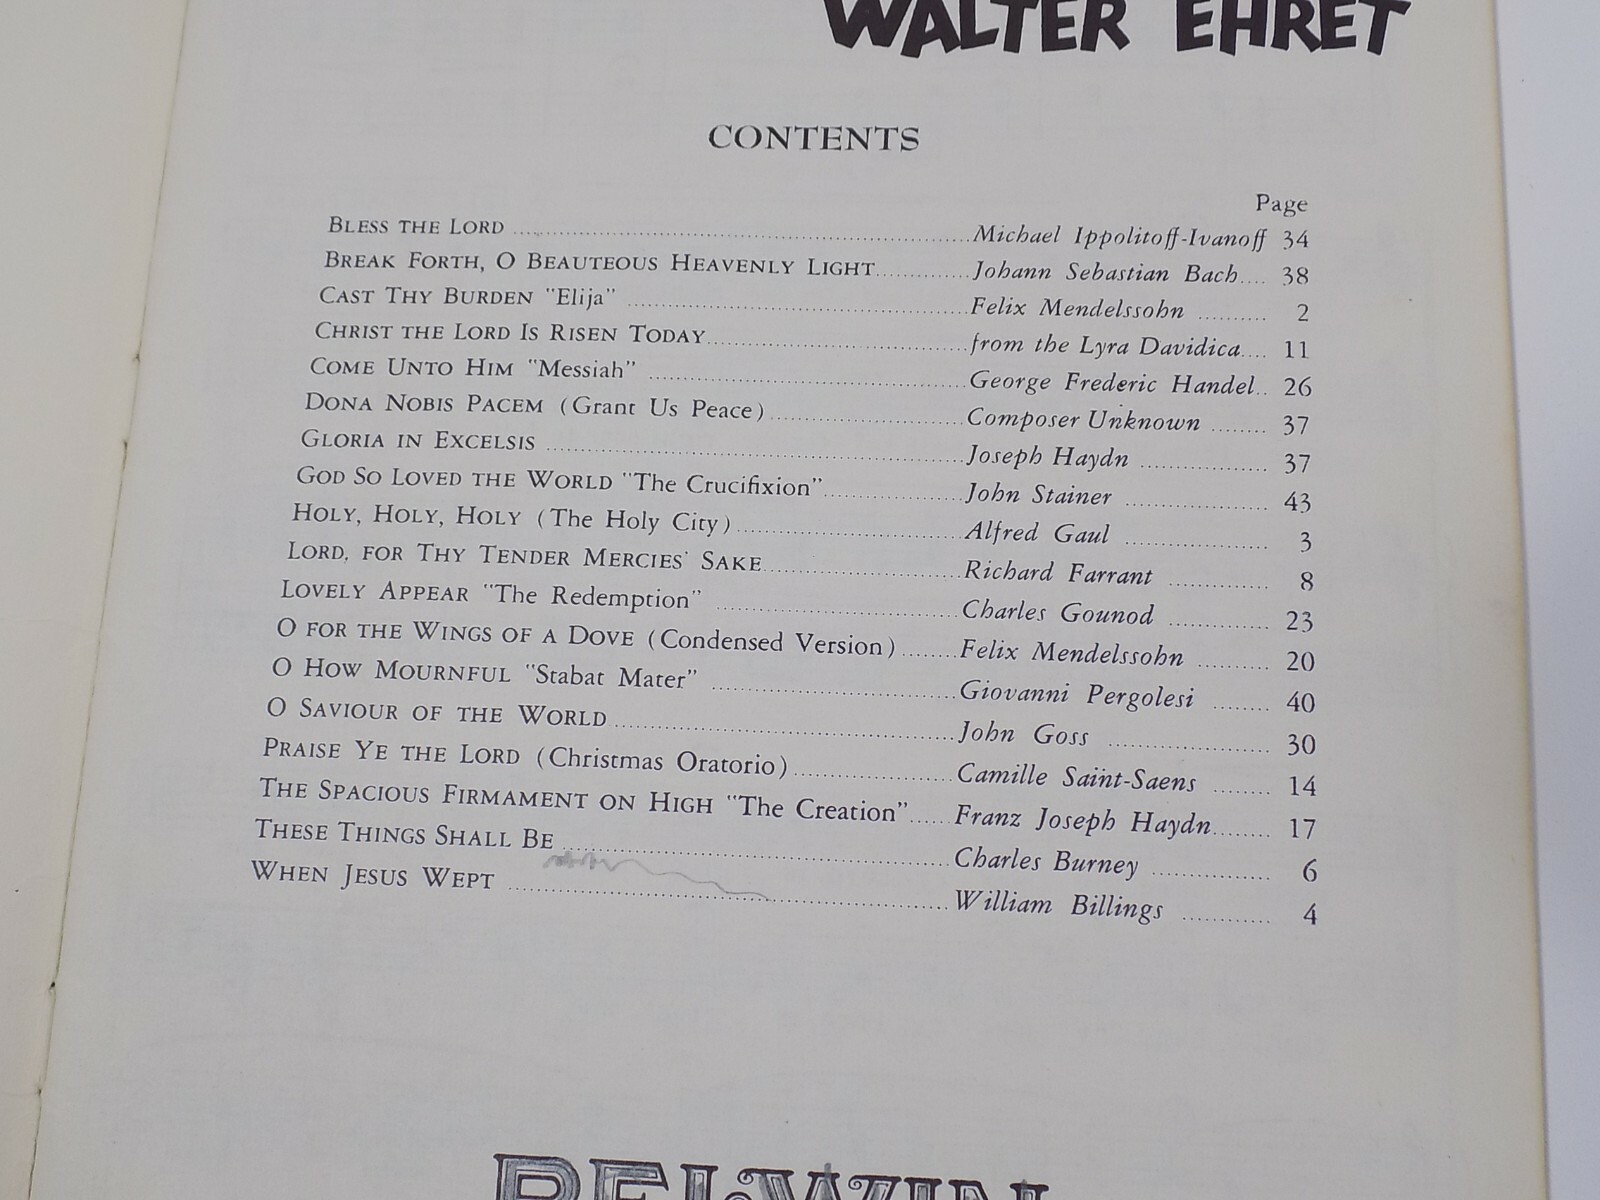 WALTER EHRET
CONTENTS
Page
BLESS THE LORD ........ Michael Ippolitoff-Ivanoff 34
BREAK FORTH, O BEAUTEOUS HEAVENLY LIGHT ........ Johann Sebastian Bach .... 38
CAST THY BURDEN "Elija" ........ Felix Mendelssohn ........ 2
CHRIST THE LORD IS RISEN TODAY ........ from the Lyra Davidica .... 11
COME UNTO HIM "Messiah" ........ George Frederic Handel .. 26
DONA NOBIS PACEM (Grant Us Peace) ........ Composer Unknown ........ 37
GLORIA IN EXCELSIS ........ Joseph Haydn ........ 37
GOD SO LOVED THE WORLD "The Crucifixion" ........ John Stainer ........ 43
HOLY, HOLY, HOLY (The Holy City) ........ Alfred Gaul ........ 3
LORD, FOR THY TENDER MERCIES' SAKE ........ Richard Farrant ........ 8
LOVELY APPEAR "The Redemption" ........ Charles Gounod ........ 23
O FOR THE WINGS OF A DOVE (Condensed Version) ........ Felix Mendelssohn ........ 20
O HOW MOURNFUL "Stabat Mater" ........ Giovanni Pergolesi ........ 40
O SAVIOUR OF THE WORLD ........ John Goss ........ 30
PRAISE YE THE LORD (Christmas Oratorio) ........ Camille Saint-Saens ........ 14
THE SPACIOUS FIRMAMENT ON HIGH "The Creation" ...... Franz Joseph Haydn ........ 17
THESE THINGS SHALL BE ........ Charles Burney ........ 6
WHEN JESUS WEPT ........ William Billings ........ 4
BELWIN